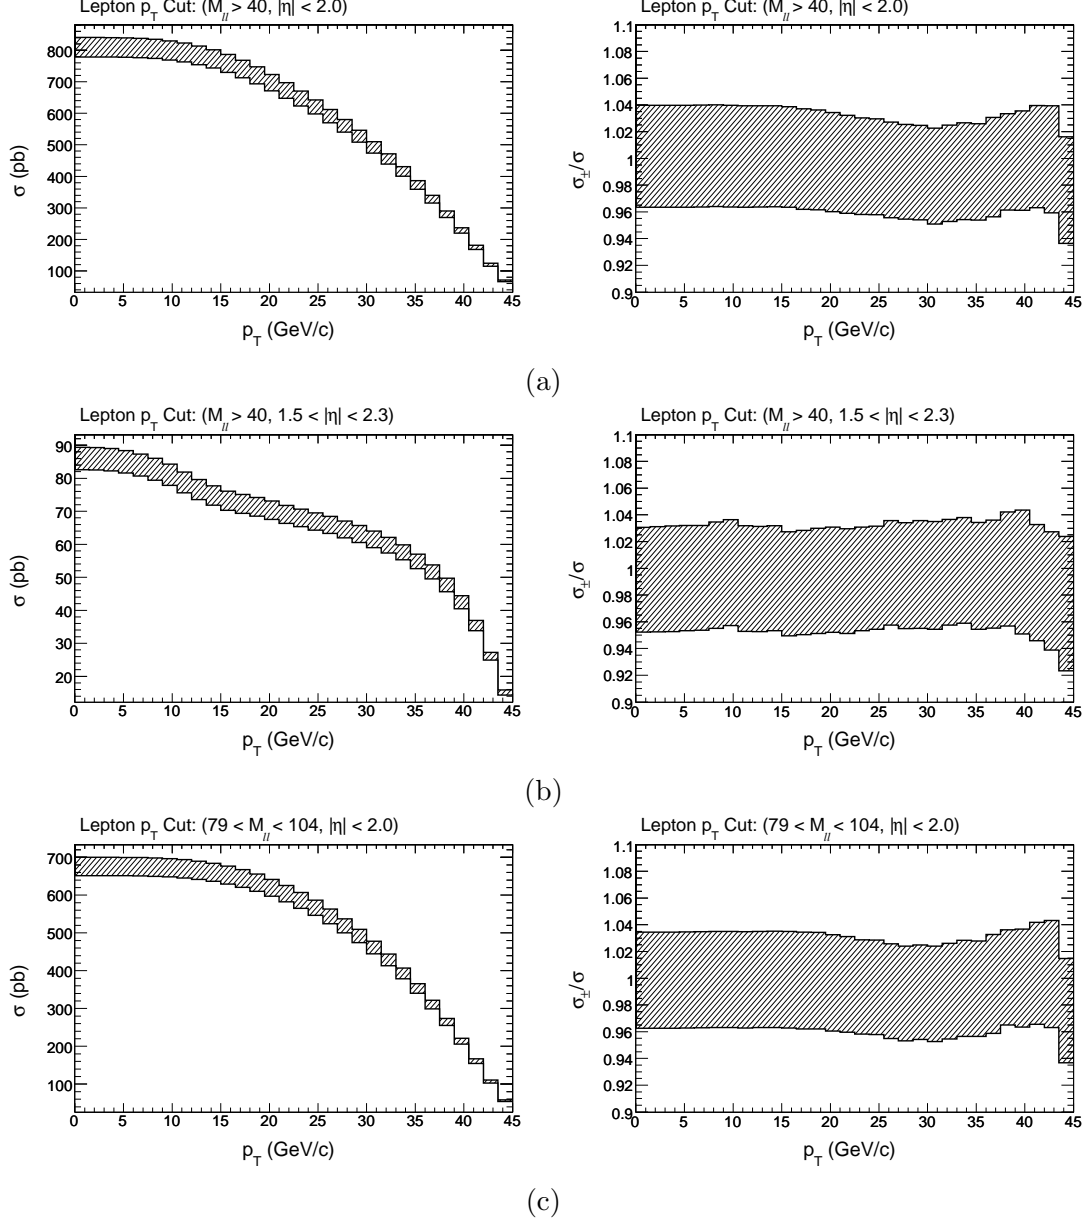 Lepton p_T Cut: (M_ll > 40, |η| < 2.0)
σ (pb)
800
700
600
500
400
300
200
100
0 5 10 15 20 25 30 35 40 45
p_T (GeV/c)
Lepton p_T Cut: (M_ll > 40, |η| < 2.0)
σ_±/σ
1.1
1.08
1.06
1.04
1.02
1
0.98
0.96
0.94
0.92
0.9
0 5 10 15 20 25 30 35 40 45
p_T (GeV/c)
(a)
Lepton p_T Cut: (M_ll > 40, 1.5 < |η| < 2.3)
σ (pb)
90
80
70
60
50
40
30
20
0 5 10 15 20 25 30 35 40 45
p_T (GeV/c)
Lepton p_T Cut: (M_ll > 40, 1.5 < |η| < 2.3)
σ_±/σ
1.1
1.08
1.06
1.04
1.02
1
0.98
0.96
0.94
0.92
0.9
0 5 10 15 20 25 30 35 40 45
p_T (GeV/c)
(b)
Lepton p_T Cut: (79 < M_ll < 104, |η| < 2.0)
σ (pb)
700
600
500
400
300
200
100
0 5 10 15 20 25 30 35 40 45
p_T (GeV/c)
Lepton p_T Cut: (79 < M_ll < 104, |η| < 2.0)
σ_±/σ
1.1
1.08
1.06
1.04
1.02
1
0.98
0.96
0.94
0.92
0.9
0 5 10 15 20 25 30 35 40 45
p_T (GeV/c)
(c)